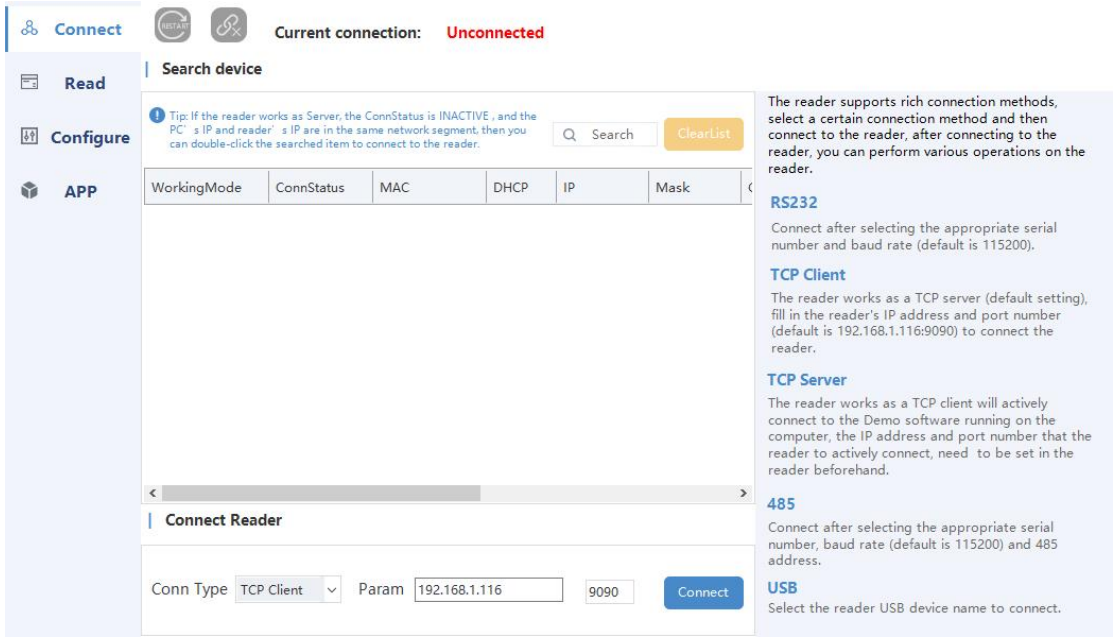 Connect
RESTART
Current connection: Unconnected
Read
Configure
APP
Search device
Tip: If the reader works as Server, the ConnStatus is INACTIVE , and the
PC` s IP and reader` s IP are in the same network segment, then you
can double-click the searched item to connect to the reader.
Search
ClearList
WorkingMode ConnStatus MAC DHCP IP Mask
Connect Reader
Conn Type TCP Client Param 192.168.1.116 9090 Connect
The reader supports rich connection methods,
select a certain connection method and then
connect to the reader, after connecting to the
reader, you can perform various operations on the
reader.
RS232
Connect after selecting the appropriate serial
number and baud rate (default is 115200).
TCP Client
The reader works as a TCP server (default setting),
fill in the reader's IP address and port number
(default is 192.168.1.116:9090) to connect the
reader.
TCP Server
The reader works as a TCP client will actively
connect to the Demo software running on the
computer, the IP address and port number that the
reader to actively connect, need to be set in the
reader beforehand.
485
Connect after selecting the appropriate serial
number, baud rate (default is 115200) and 485
address.
USB
Select the reader USB device name to connect.